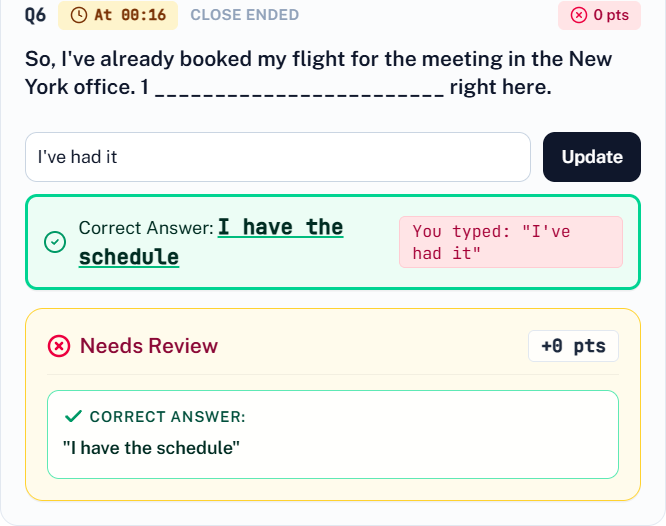 Q6 At 00:16 CLOSE ENDED 0 pts
So, I've already booked my flight for the meeting in the New
York office. 1 ________________________ right here.
I've had it
Update
Correct Answer: I have the
schedule
You typed: "I've
had it"
Needs Review
+0 pts
CORRECT ANSWER:
"I have the schedule"